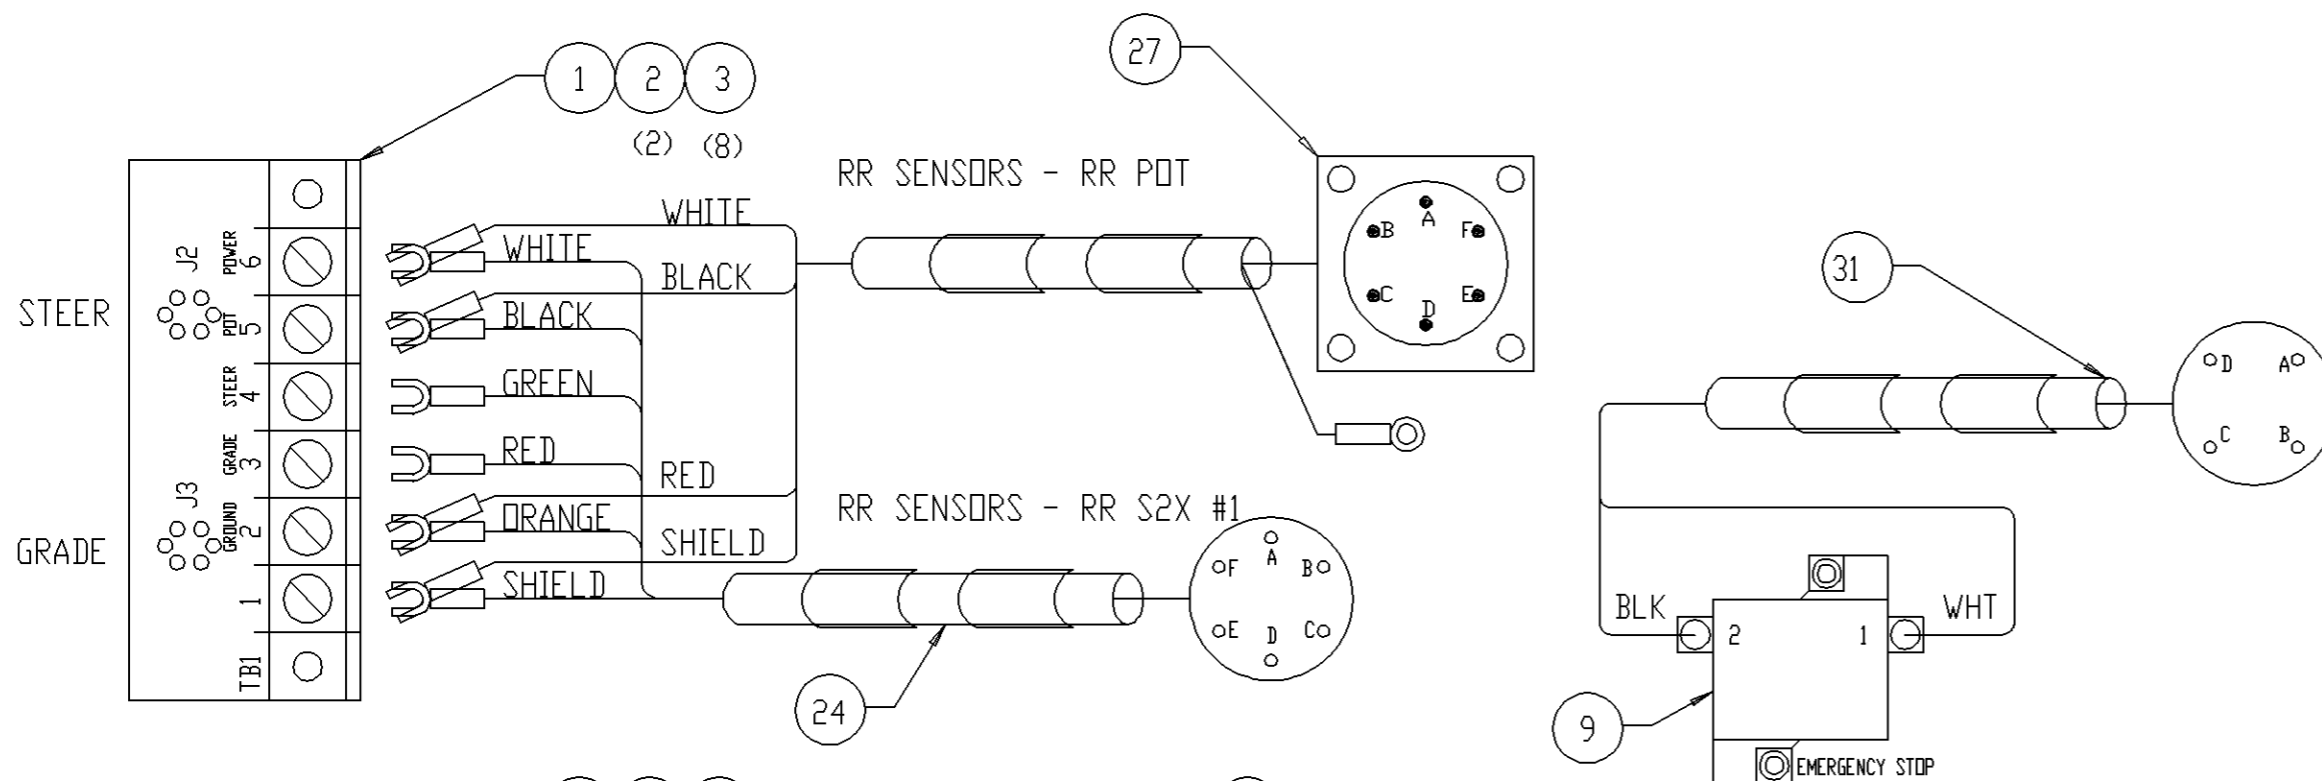 1 2 3
(2) (8)
27
RR SENSORS - RR POT
STEER
GRADE
J2
J3
POWER
6
POT
5
STEER
4
GRADE
3
GROUND
2
1
TB1
WHITE
WHITE
BLACK
BLACK
GREEN
RED
RED
ORANGE
SHIELD
SHIELD
A
B F
C E
D
RR SENSORS - RR S2X #1
A
F B
E C
D
24
31
D A
C B
BLK
2 1
WHT
9
EMERGENCY STOP